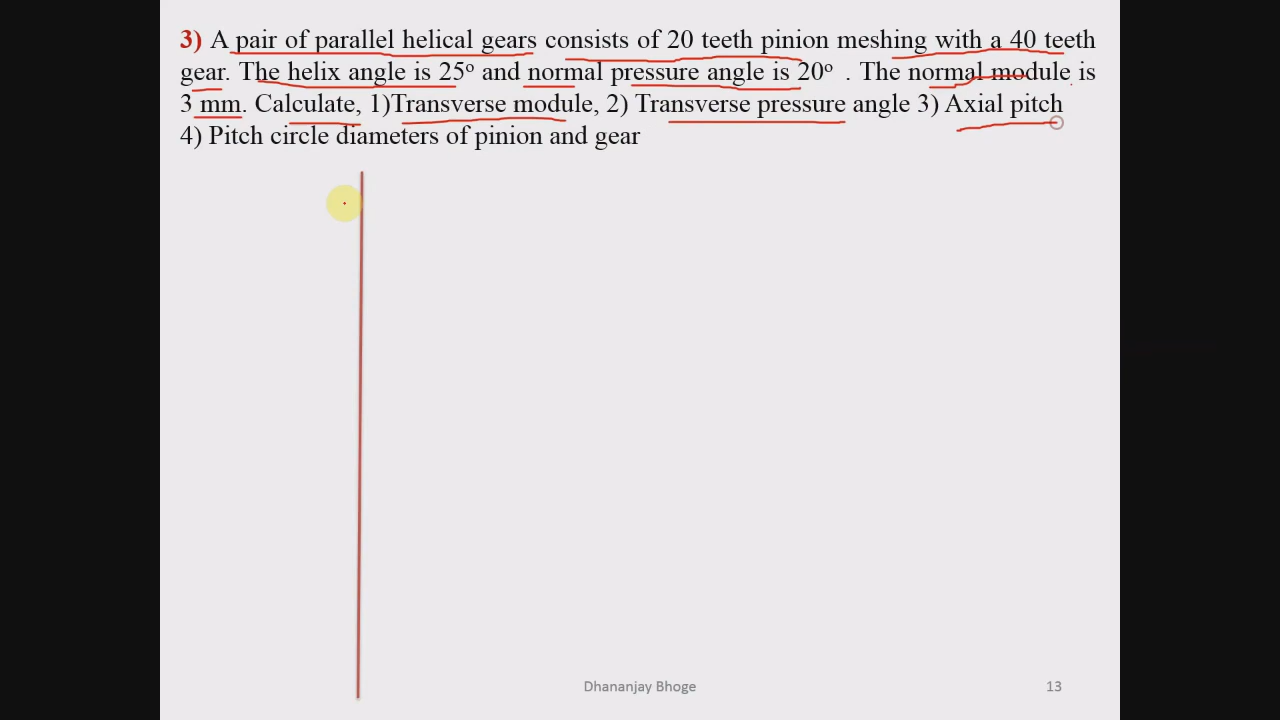 3) A pair of parallel helical gears consists of 20 teeth pinion meshing with a 40 teeth
gear. The helix angle is 25º and normal pressure angle is 20º . The normal module is
3 mm. Calculate, 1)Transverse module, 2) Transverse pressure angle 3) Axial pitch
4) Pitch circle diameters of pinion and gear
Dhananjay Bhoge
13